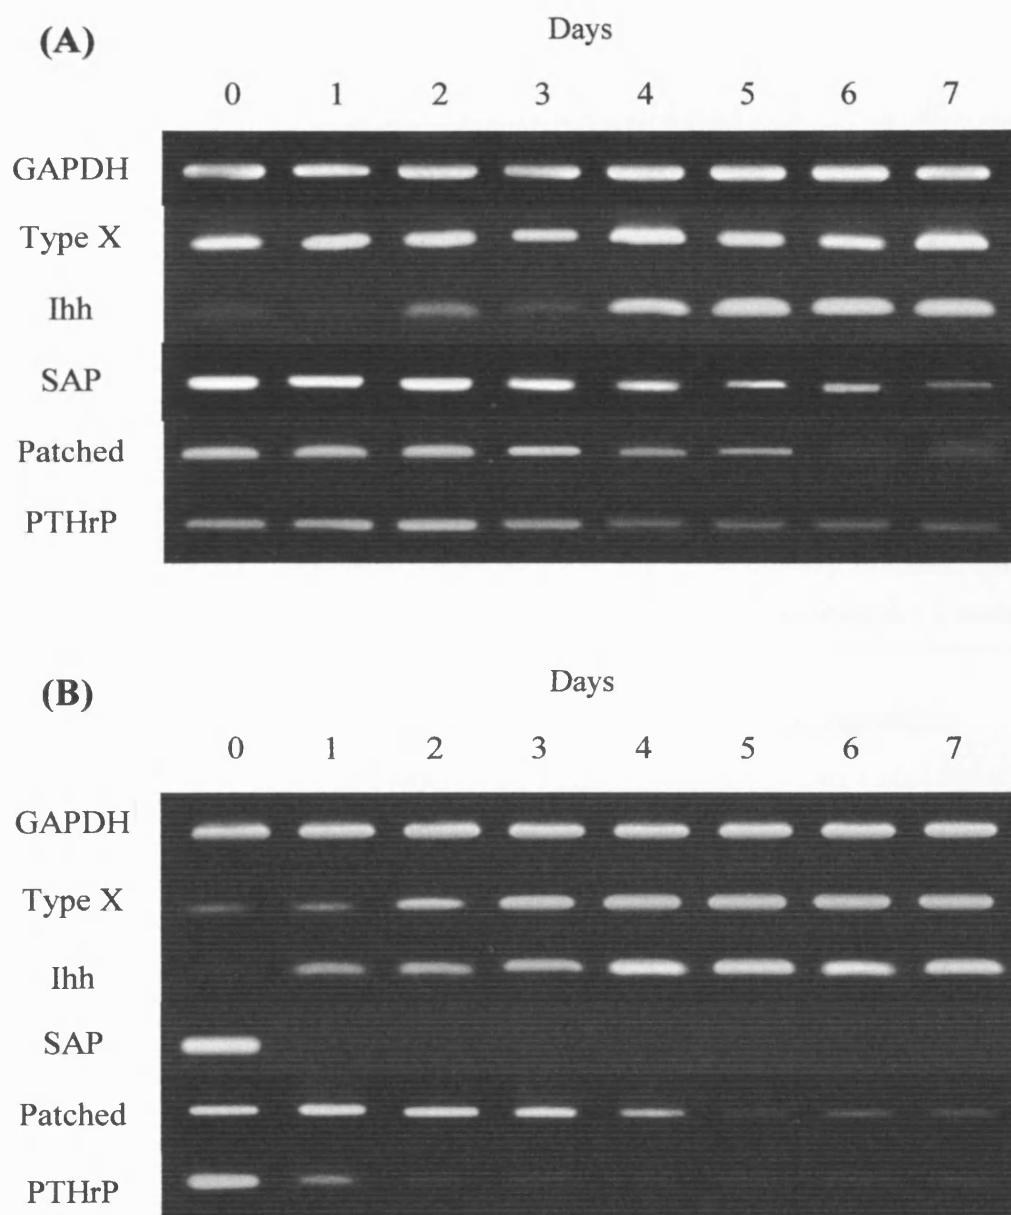 (A)
Days
0 1 2 3 4 5 6 7
GAPDH
Type X
Ihh
SAP
Patched
PTHrP
(B)
Days
0 1 2 3 4 5 6 7
GAPDH
Type X
Ihh
SAP
Patched
PTHrP